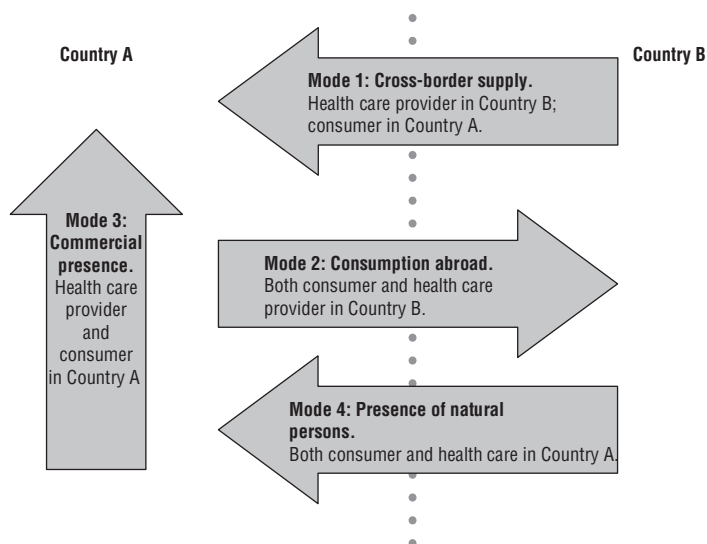 Country A
Country B
Mode 1: Cross-border supply.
Health care provider in Country B;
consumer in Country A.
Mode 3:
Commercial
presence.
Health care
provider
and
consumer
in Country A
Mode 2: Consumption abroad.
Both consumer and health care
provider in Country B.
Mode 4: Presence of natural
persons.
Both consumer and health care in Country A.